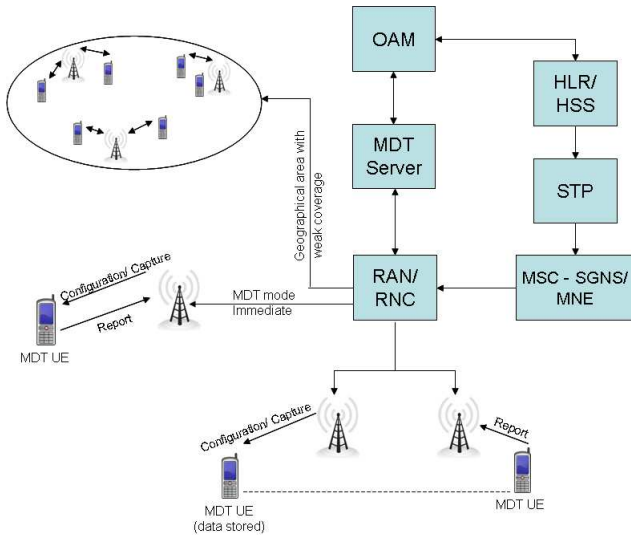 OAM
HLR/
HSS
MDT
Server
STP
Geographical area with
weak coverage
RAN/
RNC
MSC - SGNS/
MNE
Configuration/ Capture
Report
MDT UE
MDT mode
Immediate
Configuration/ Capture
Report
MDT UE
(data stored)
MDT UE